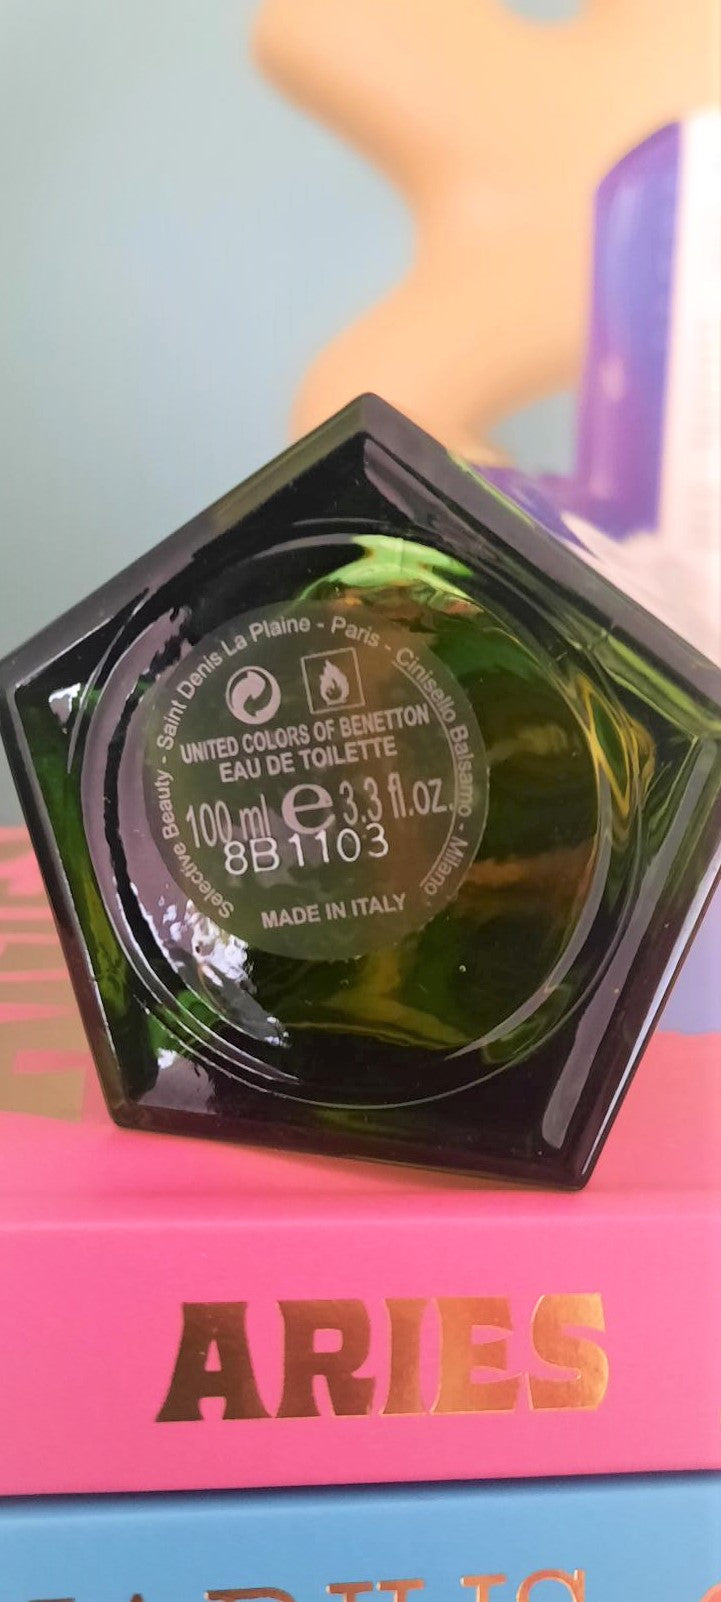 Selective Beauty - Saint Denis La Plaine - Paris - Cinisello Balsamo - Milano
UNITED COLORS OF BENETTON
EAU DE TOILETTE
100 ml e 3.3 fl.oz.
8B1103
MADE IN ITALY
ARIES